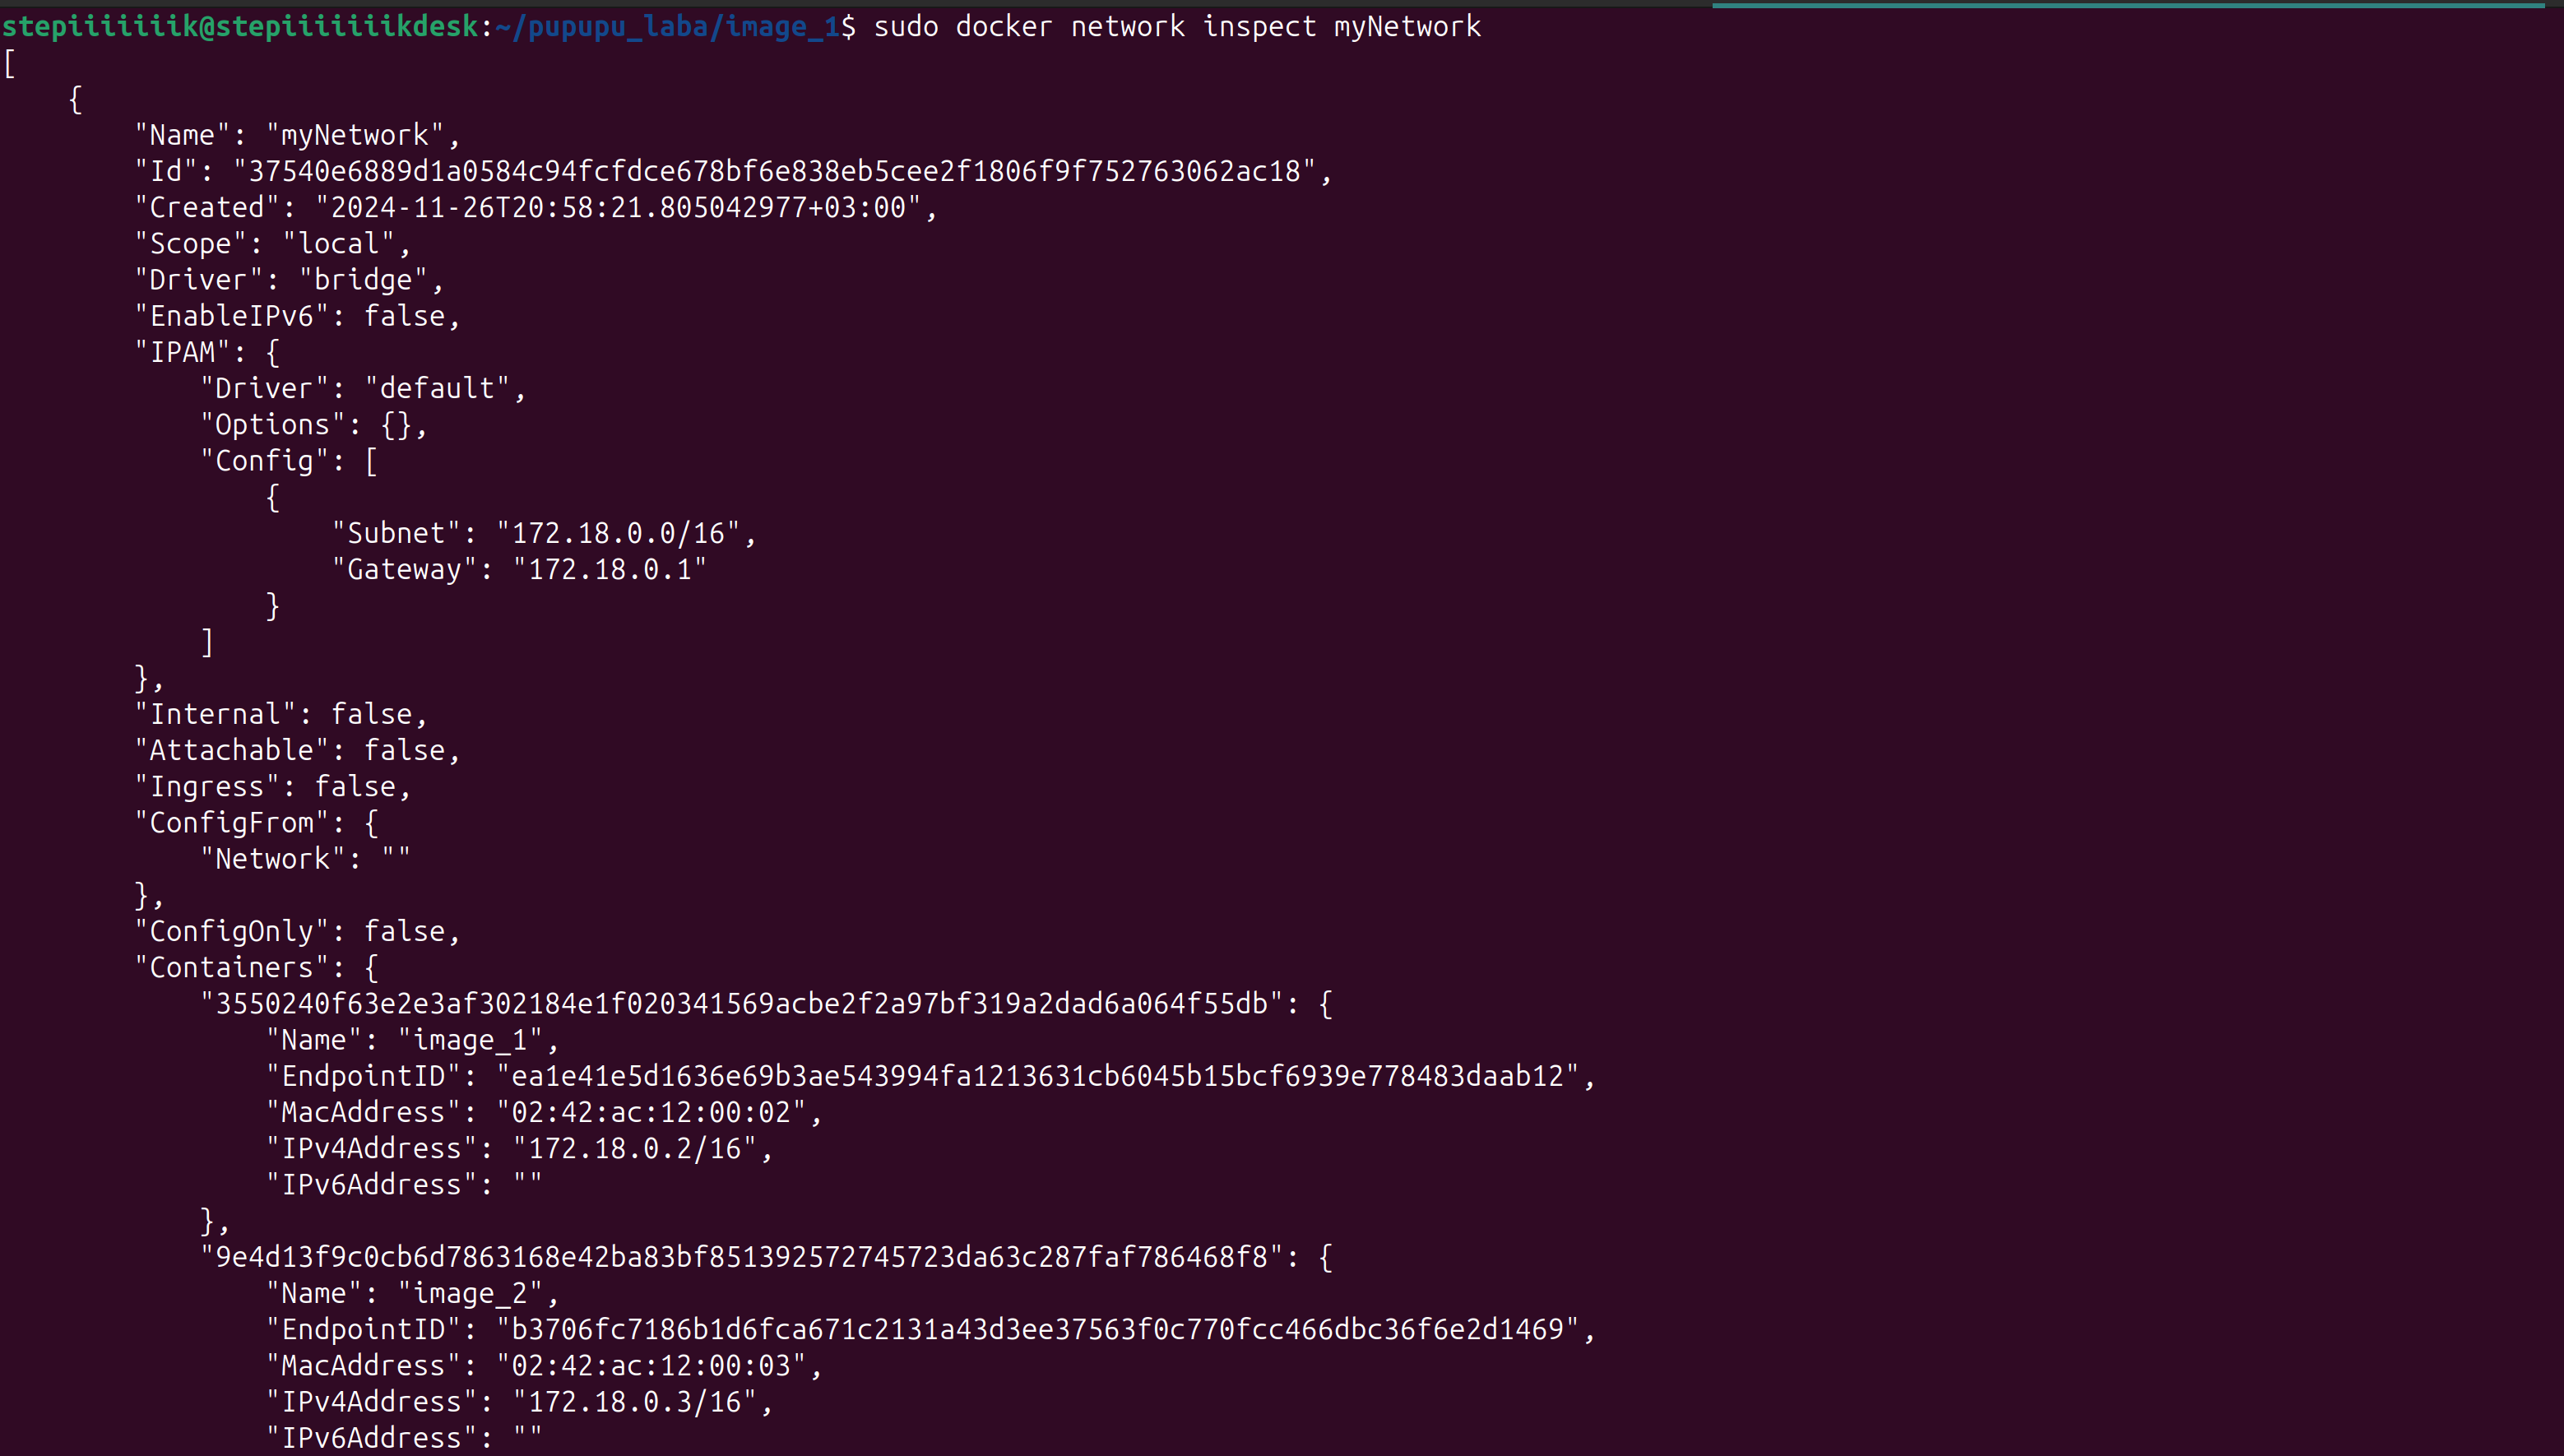 stepiiiiiiik@stepiiiiiiikdesk:~/pupupu_laba/image_1$ sudo docker network inspect myNetwork
[
    {
        "Name": "myNetwork",
        "Id": "37540e6889d1a0584c94fcfdce678bf6e838eb5cee2f1806f9f752763062ac18",
        "Created": "2024-11-26T20:58:21.805042977+03:00",
        "Scope": "local",
        "Driver": "bridge",
        "EnableIPv6": false,
        "IPAM": {
            "Driver": "default",
            "Options": {},
            "Config": [
                {
                    "Subnet": "172.18.0.0/16",
                    "Gateway": "172.18.0.1"
                }
            ]
        },
        "Internal": false,
        "Attachable": false,
        "Ingress": false,
        "ConfigFrom": {
            "Network": ""
        },
        "ConfigOnly": false,
        "Containers": {
            "3550240f63e2e3af302184e1f020341569acbe2f2a97bf319a2dad6a064f55db": {
                "Name": "image_1",
                "EndpointID": "ea1e41e5d1636e69b3ae543994fa1213631cb6045b15bcf6939e778483daab12",
                "MacAddress": "02:42:ac:12:00:02",
                "IPv4Address": "172.18.0.2/16",
                "IPv6Address": ""
            },
            "9e4d13f9c0cb6d7863168e42ba83bf851392572745723da63c287faf786468f8": {
                "Name": "image_2",
                "EndpointID": "b3706fc7186b1d6fca671c2131a43d3ee37563f0c770fcc466dbc36f6e2d1469",
                "MacAddress": "02:42:ac:12:00:03",
                "IPv4Address": "172.18.0.3/16",
                "IPv6Address": ""